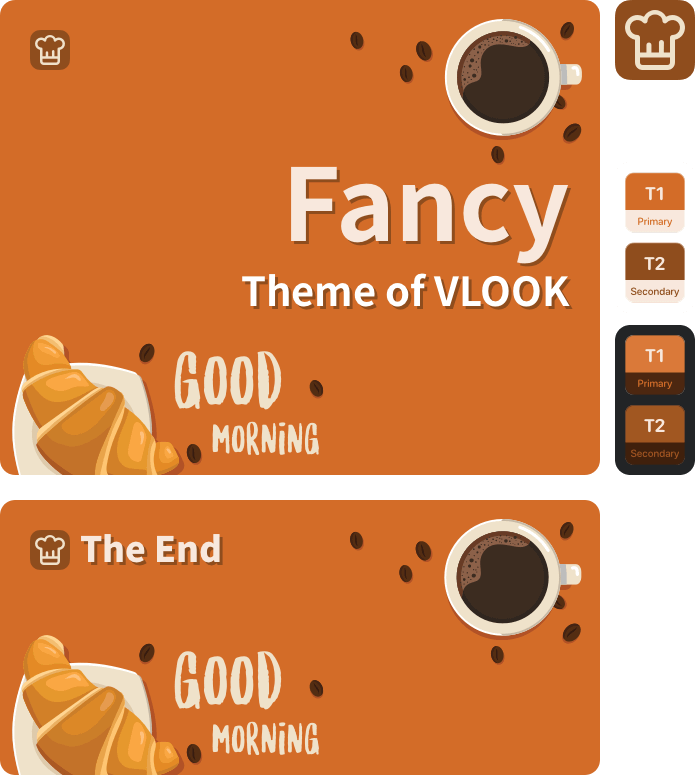 Fancy
Theme of VLOOK
GOOD
MORNiNG
T1
Primary
T2
Secondary
T1
Primary
T2
Secondary
The End
GOOD
MORNiNG